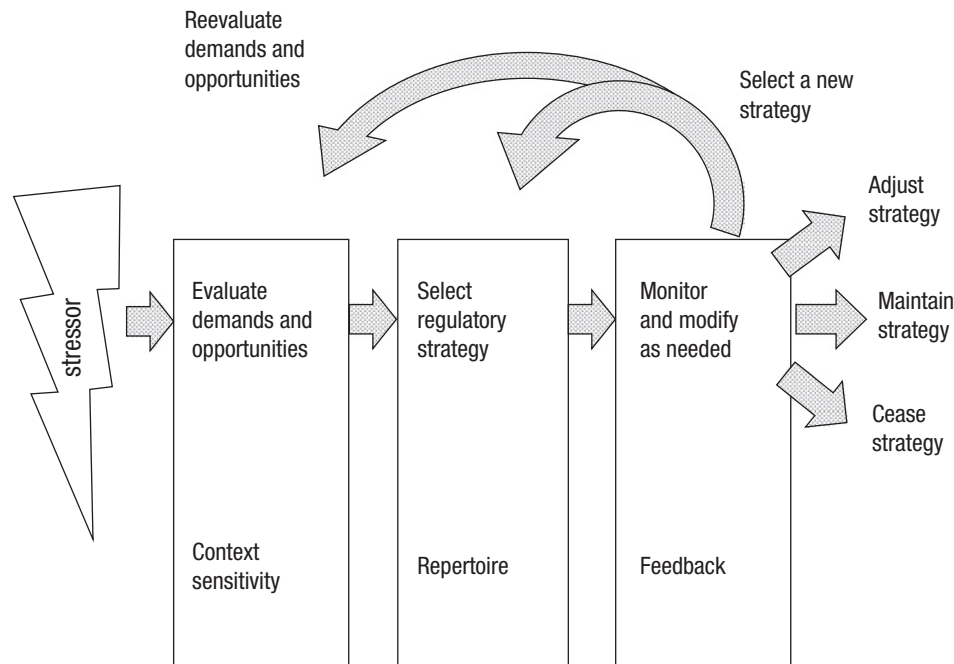 Reevaluate
demands and
opportunities
Select a new
strategy
Adjust
strategy
stressor
Evaluate
demands and
opportunities
Select
regulatory
strategy
Monitor
and modify
as needed
Maintain
strategy
Cease
strategy
Context
sensitivity
Repertoire
Feedback